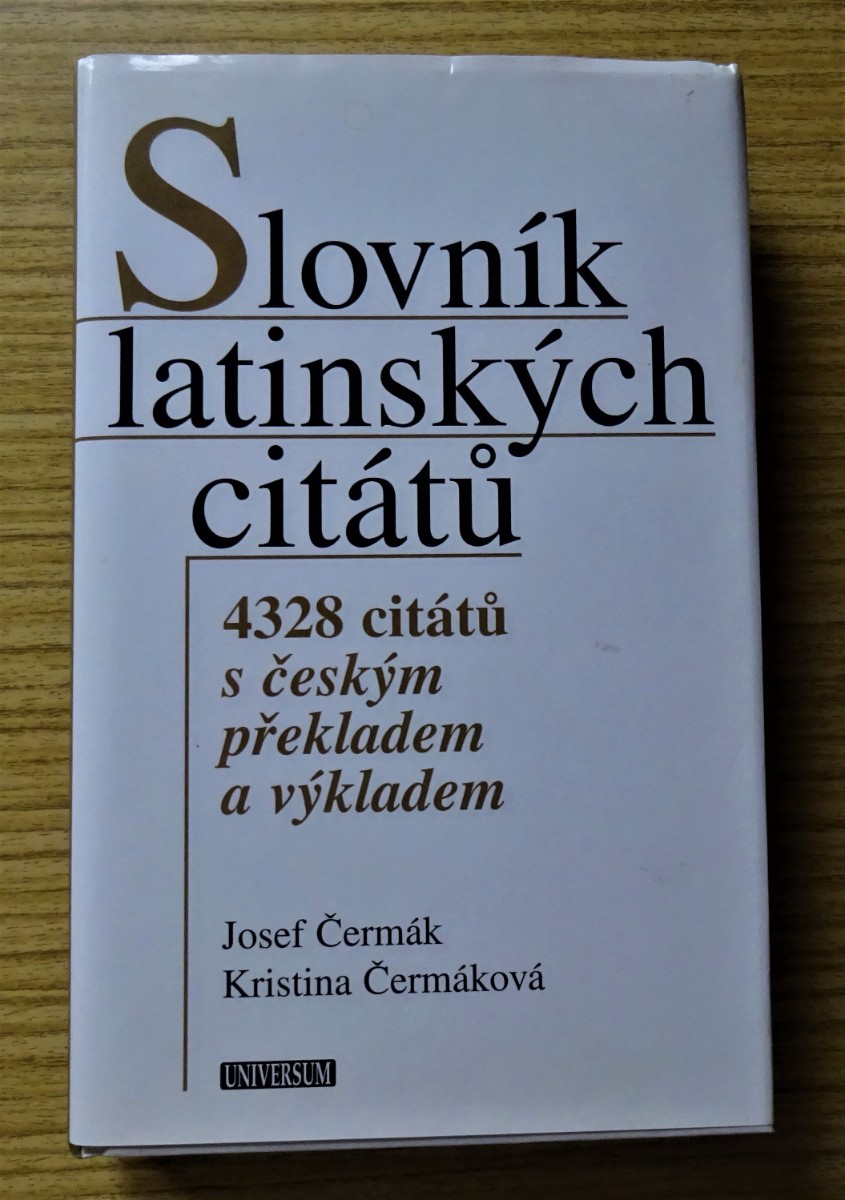 Slovník
latinských
citátů
4328 citátů
s českým
překladem
a výkladem
Josef Čermák
Kristina Čermáková
UNIVERSUM